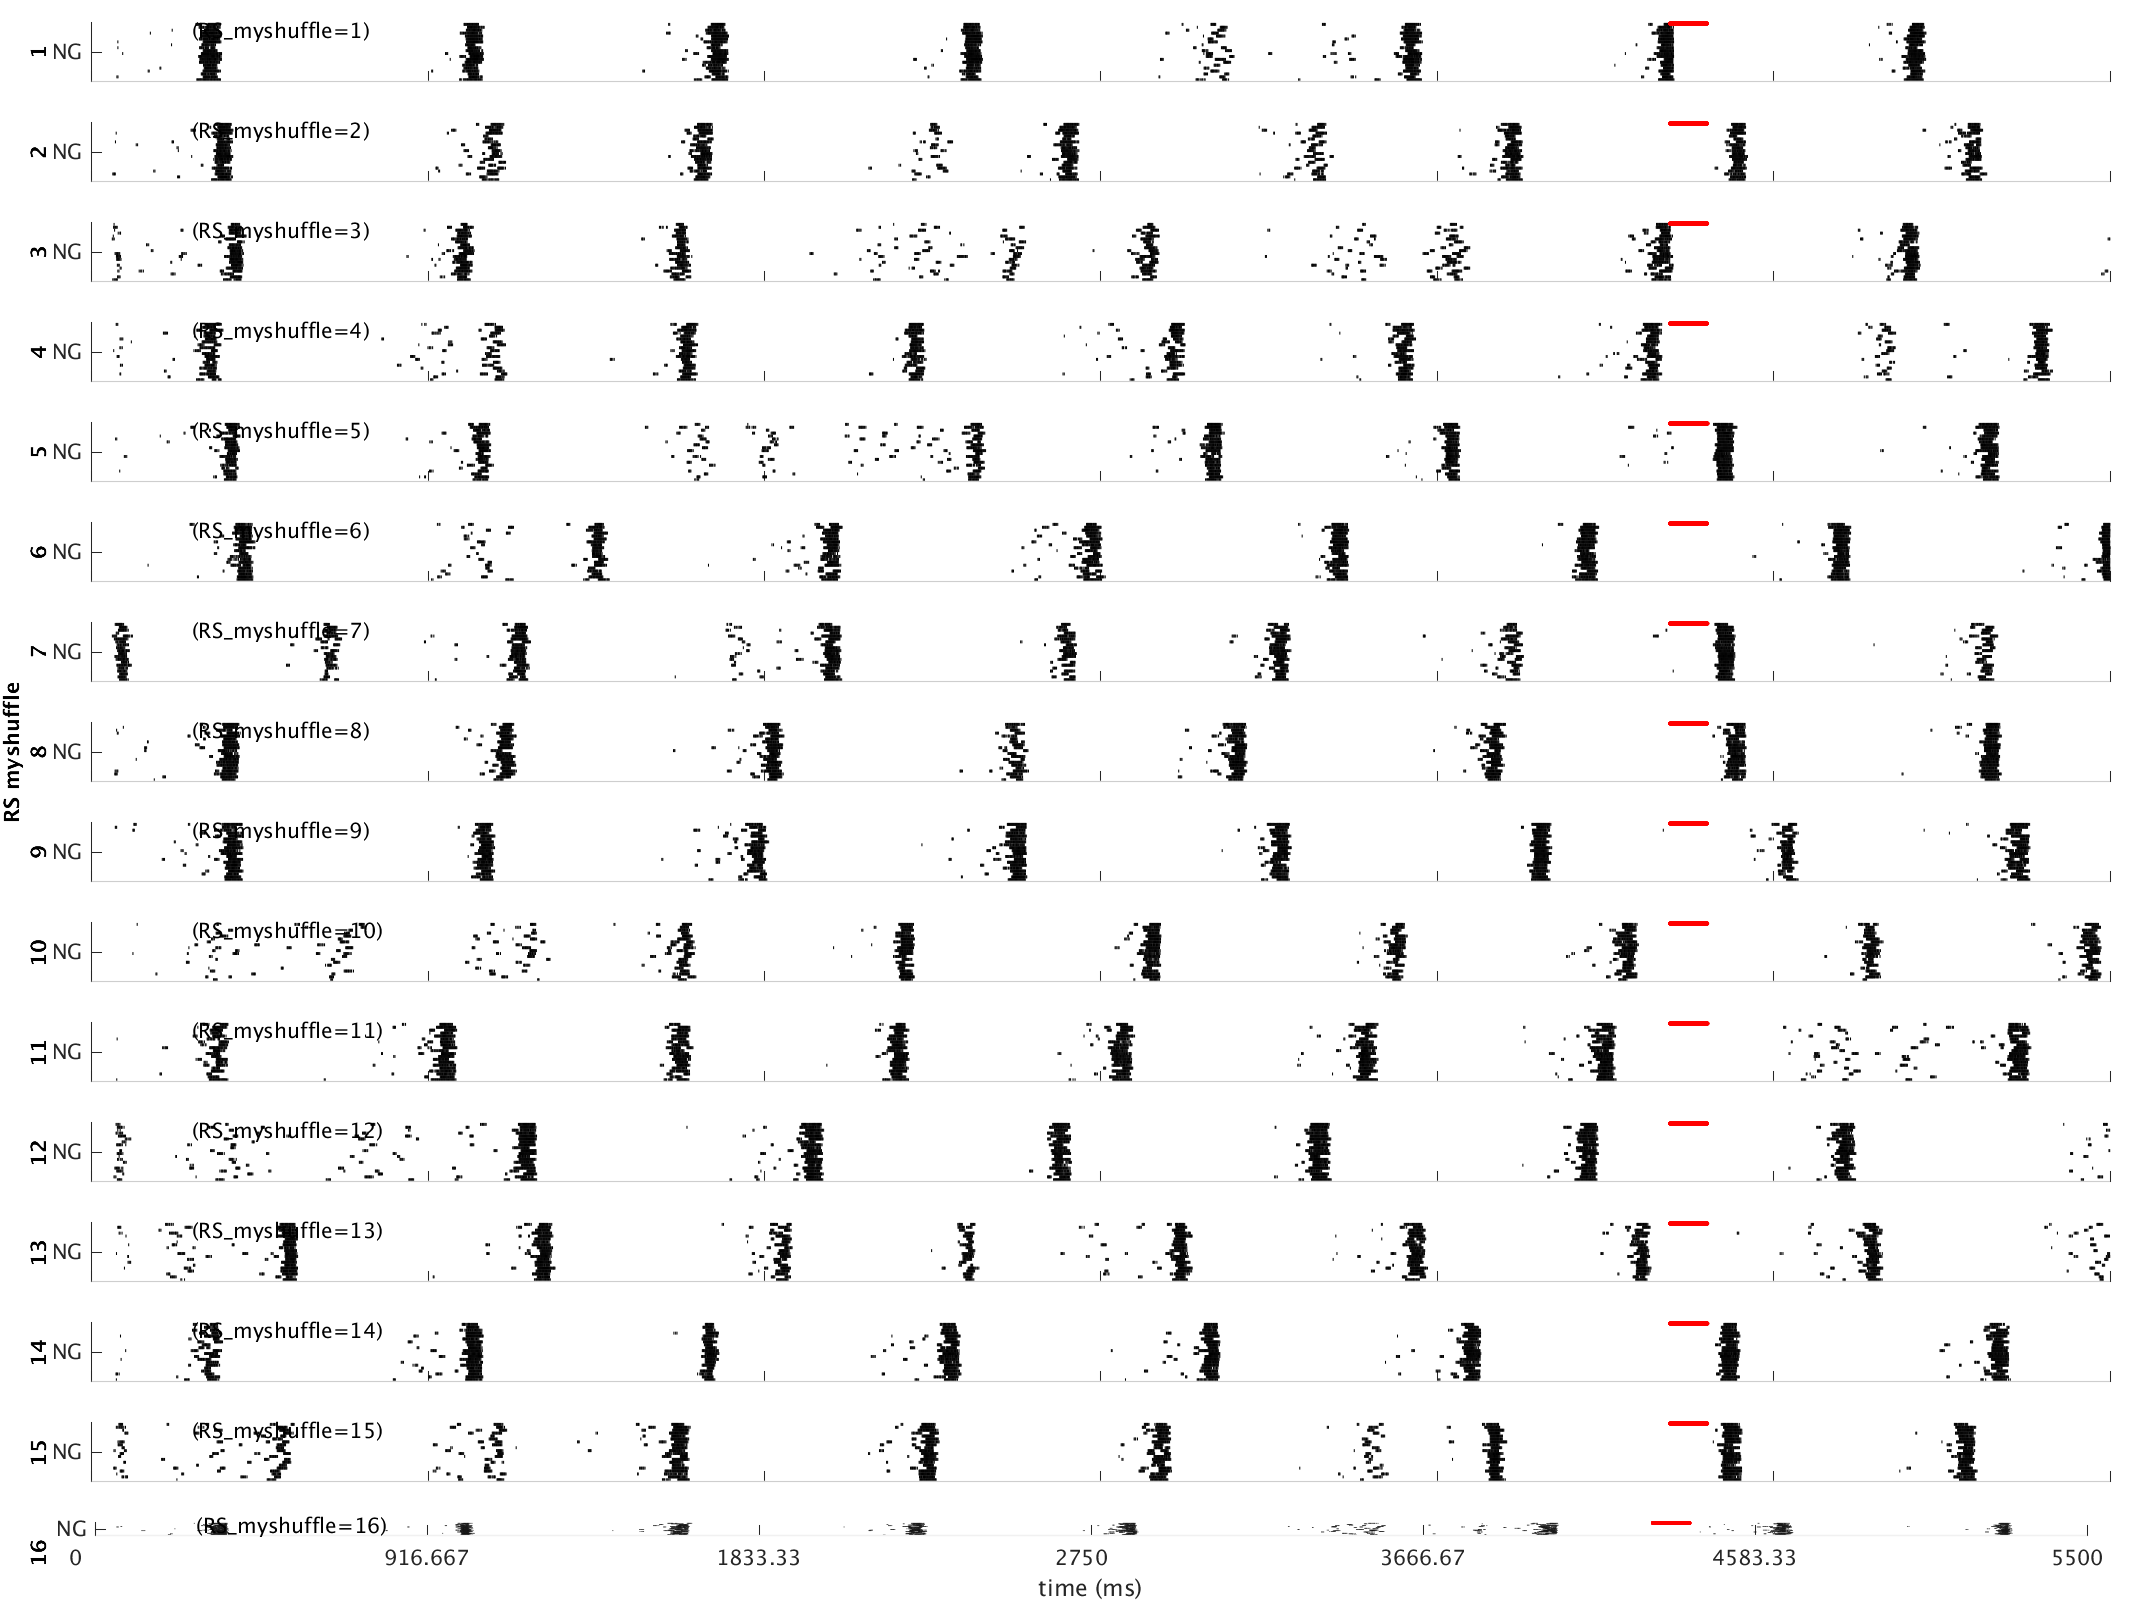 RS myshuffle
1 NG (RS_myshuffle=1)
2 NG (RS_myshuffle=2)
3 NG (RS_myshuffle=3)
4 NG (RS_myshuffle=4)
5 NG (RS_myshuffle=5)
6 NG (RS_myshuffle=6)
7 NG (RS_myshuffle=7)
8 NG (RS_myshuffle=8)
9 NG (RS_myshuffle=9)
10 NG (RS_myshuffle=10)
11 NG (RS_myshuffle=11)
12 NG (RS_myshuffle=12)
13 NG (RS_myshuffle=13)
14 NG (RS_myshuffle=14)
15 NG (RS_myshuffle=15)
16 NG (RS_myshuffle=16)
0 916.667 1833.33 2750 3666.67 4583.33 5500
time (ms)